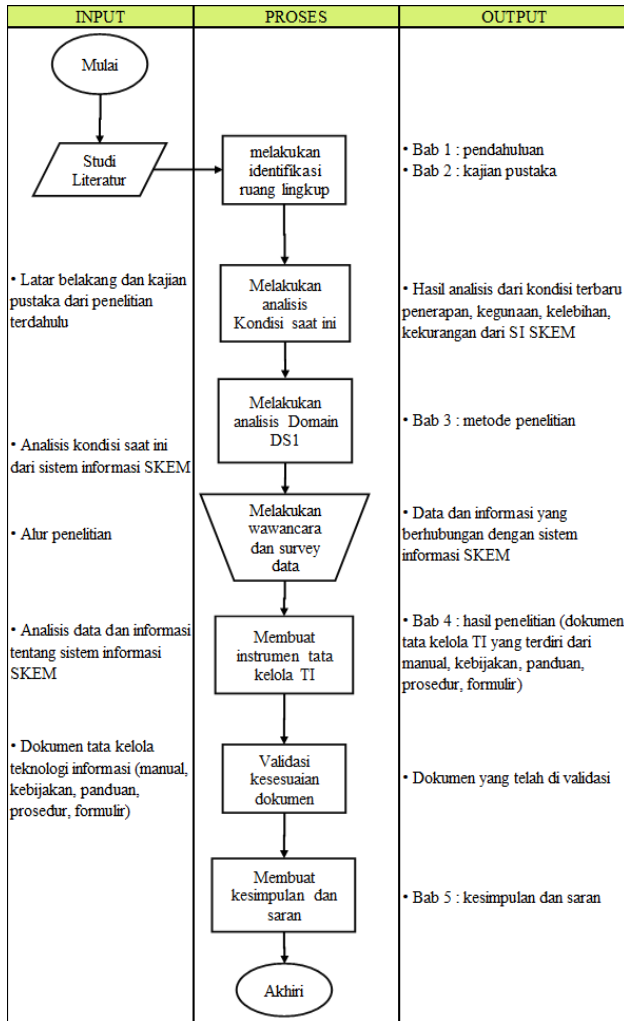 INPUT
PROSES
OUTPUT
Mulai
Studi
Literatur
melakukan
identifikasi
ruang lingkup
• Bab 1 : pendahuluan
• Bab 2 : kajian pustaka
• Latar belakang dan kajian
pustaka dari penelitian
terdahulu
Melakukan
analisis
Kondisi saat ini
• Hasil analisis dari kondisi terbaru
penerapan, kegunaan, kelebihan,
kekurangan dari SI SKEM
Melakukan
analisis Domain
DS1
• Bab 3 : metode penelitian
• Analisis kondisi saat ini
dari sistem informasi SKEM
• Alur penelitian
Melakukan
wawancara
dan survey
data
• Data dan informasi yang
berhubungan dengan sistem
informasi SKEM
• Analisis data dan informasi
tentang sistem informasi
SKEM
Membuat
instrumen tata
kelola TI
• Bab 4 : hasil penelitian (dokumen
tata kelola TI yang terdiri dari
manual, kebijakan, panduan,
prosedur, formulir)
• Dokumen tata kelola
teknologi informasi (manual,
kebijakan, panduan,
prosedur, formulir)
Validasi
kesesuaian
dokumen
• Dokumen yang telah di validasi
Membuat
kesimpulan dan
saran
• Bab 5 : kesimpulan dan saran
Akhiri